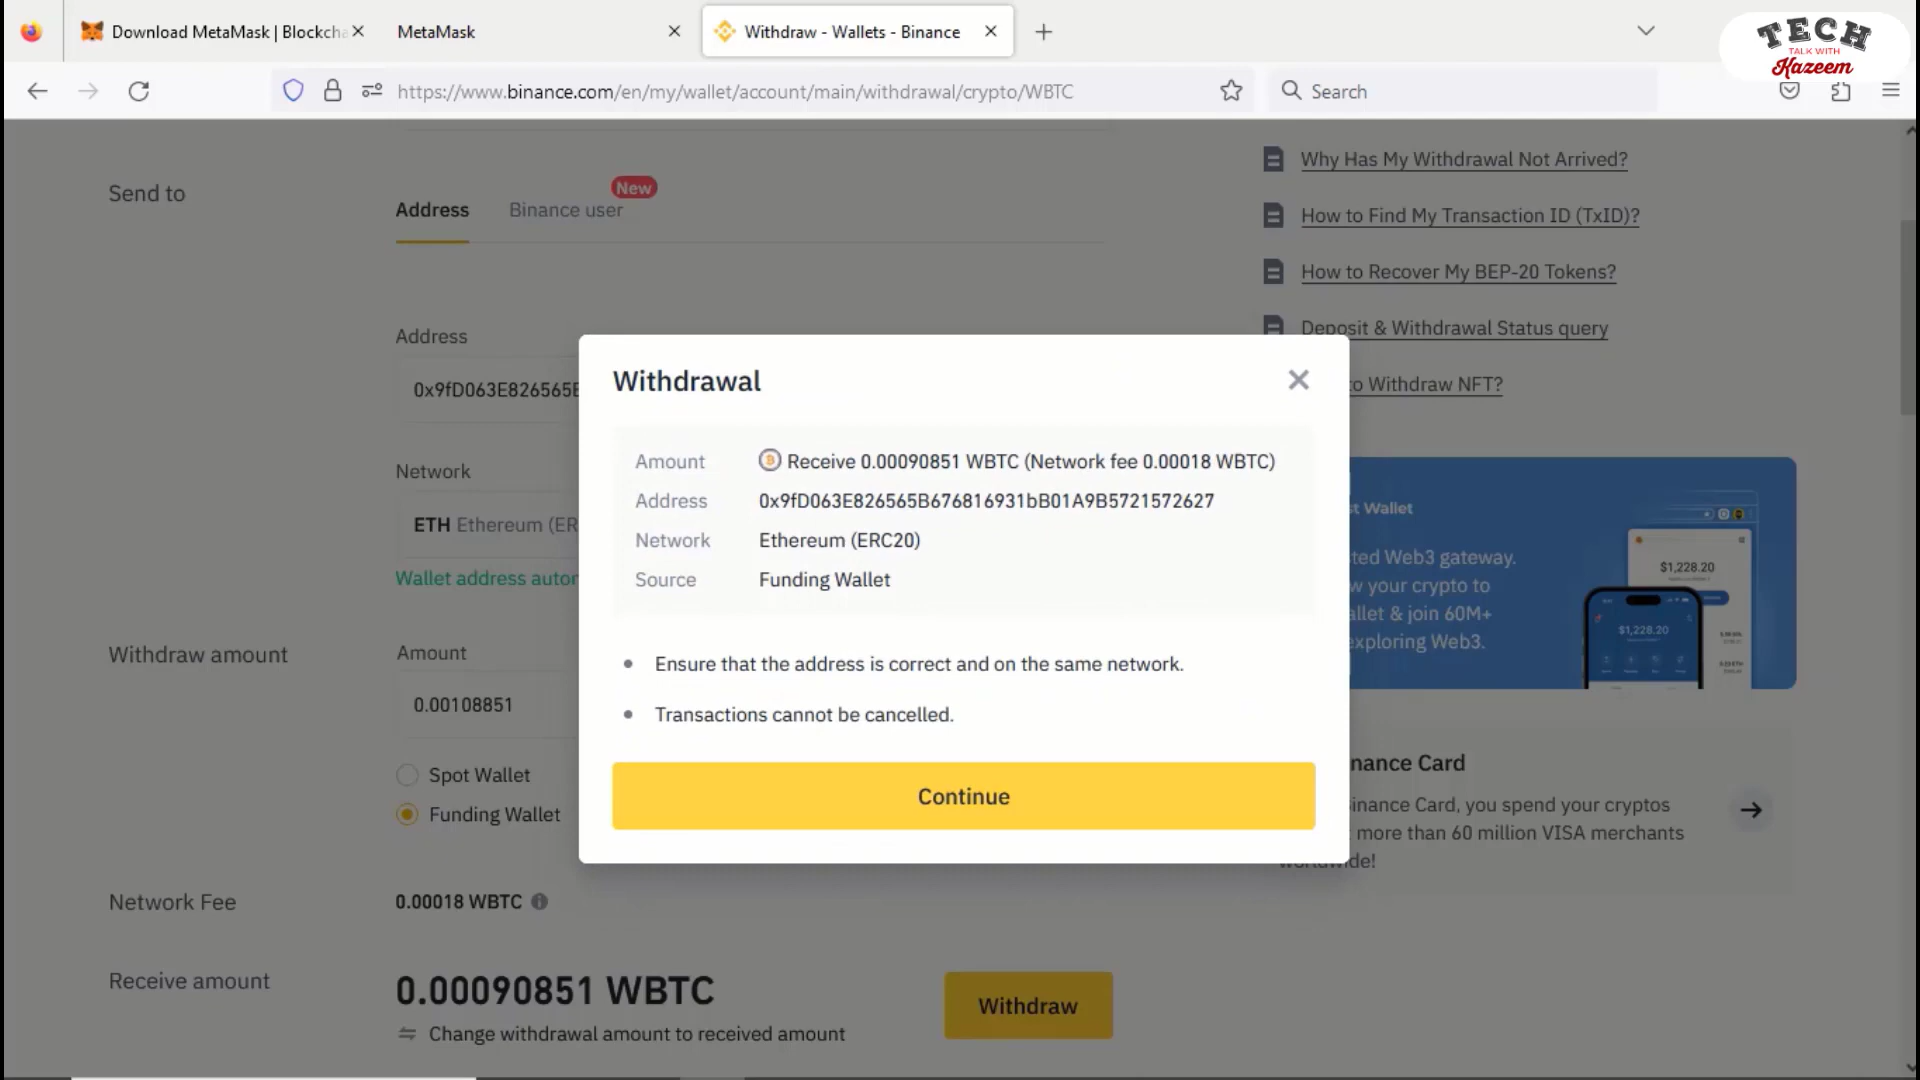 Download MetaMask | Blockcha
MetaMask
Withdraw - Wallets - Binance
TECH
TALK WITH
Kazeem
https://www.binance.com/en/my/wallet/account/main/withdrawal/crypto/WBTC
Search
Send to
Address
Binance user
New
Why Has My Withdrawal Not Arrived?
How to Find My Transaction ID (TxID)?
How to Recover My BEP-20 Tokens?
Deposit & Withdrawal Status query
to Withdraw NFT?
Address
0x9fD063E826565B
Network
ETH Ethereum (ER
Wallet address autom
Withdrawal
Amount Receive 0.00090851 WBTC (Network fee 0.00018 WBTC)
Address 0x9fD063E826565B676816931bB01A9B5721572627
Network Ethereum (ERC20)
Source Funding Wallet
Ensure that the address is correct and on the same network.
Transactions cannot be cancelled.
Continue
st Wallet
ted Web3 gateway.
w your crypto to
allet & join 60M+
exploring Web3.
$1,228.20
$1,228.20
Withdraw amount
Amount
0.00108851
Spot Wallet
Funding Wallet
nance Card
inance Card, you spend your cryptos
more than 60 million VISA merchants
worldwide!
Network Fee
0.00018 WBTC
Receive amount
0.00090851 WBTC
Change withdrawal amount to received amount
Withdraw